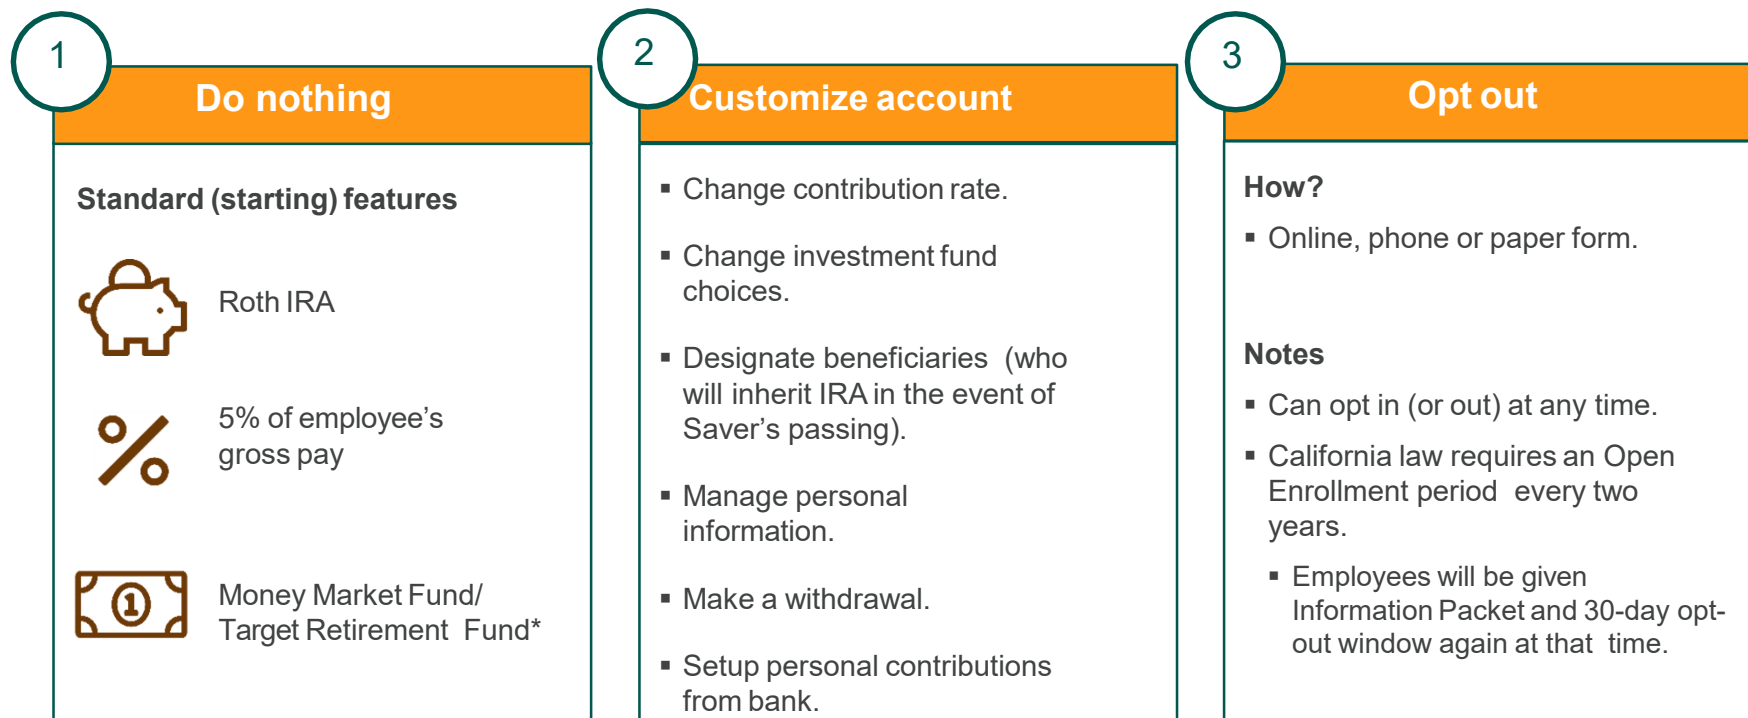 1
Do nothing
Standard (starting) features
Roth IRA
5% of employee's
gross pay
1
Money Market Fund/
Target Retirement Fund*
2
Customize account
▪ Change contribution rate.
▪ Change investment fund
choices.
▪ Designate beneficiaries (who
will inherit IRA in the event of
Saver's passing).
▪ Manage personal
information.
▪ Make a withdrawal.
▪ Setup personal contributions
from bank.
3
Opt out
How?
▪ Online, phone or paper form.
Notes
▪ Can opt in (or out) at any time.
▪ California law requires an Open
Enrollment period every two
years.
▪ Employees will be given
Information Packet and 30-day opt-
out window again at that time.